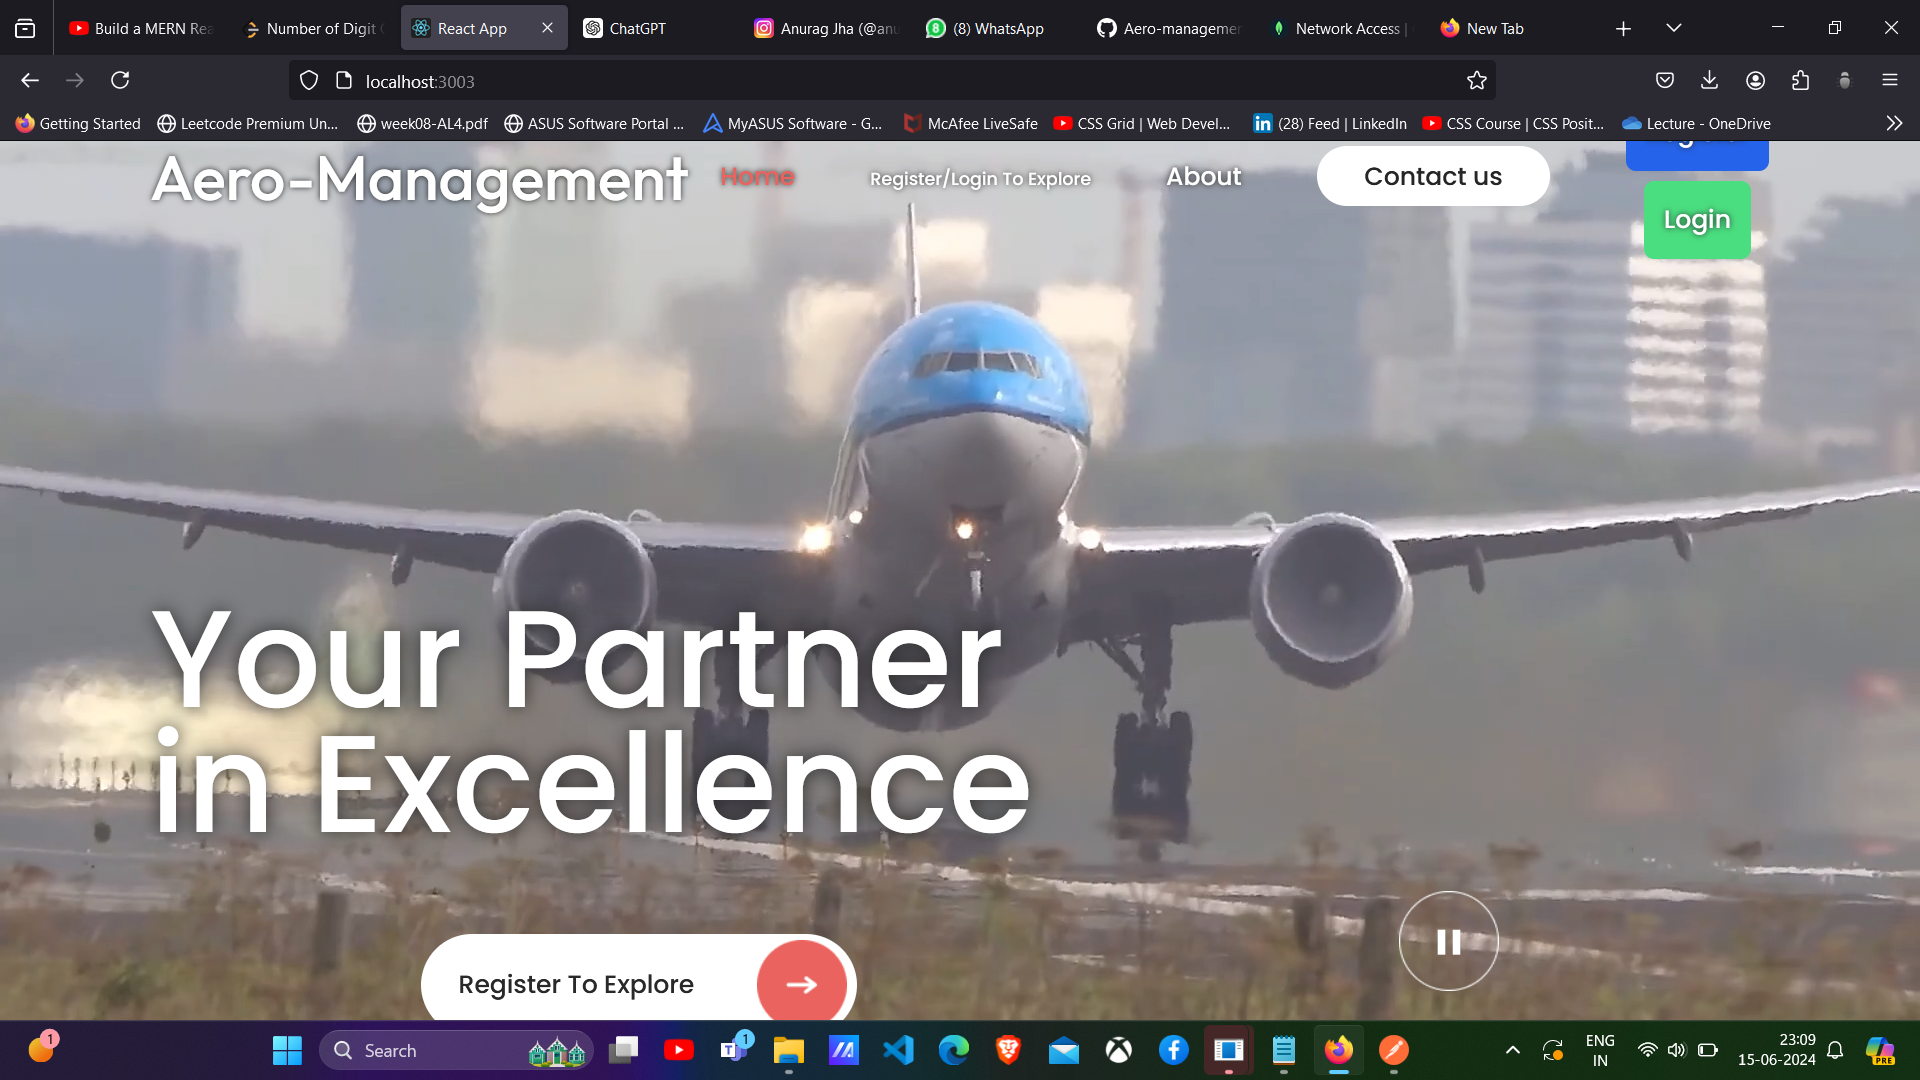 Build a MERN Rea
Number of Digit
React App
ChatGPT
Anurag Jha (@anu
(8) WhatsApp
Aero-managemen
Network Access |
New Tab
localhost:3003
Getting Started
Leetcode Premium Un...
week08-AL4.pdf
ASUS Software Portal ...
MyASUS Software - G...
McAfee LiveSafe
CSS Grid | Web Devel...
(28) Feed | LinkedIn
CSS Course | CSS Posit...
Lecture - OneDrive
Aero-Management
Home
Register/Login To Explore
About
Contact us
Login
Your Partner
in Excellence
Register To Explore
1
Search
1
ENG
IN
23:09
15-06-2024
PRE